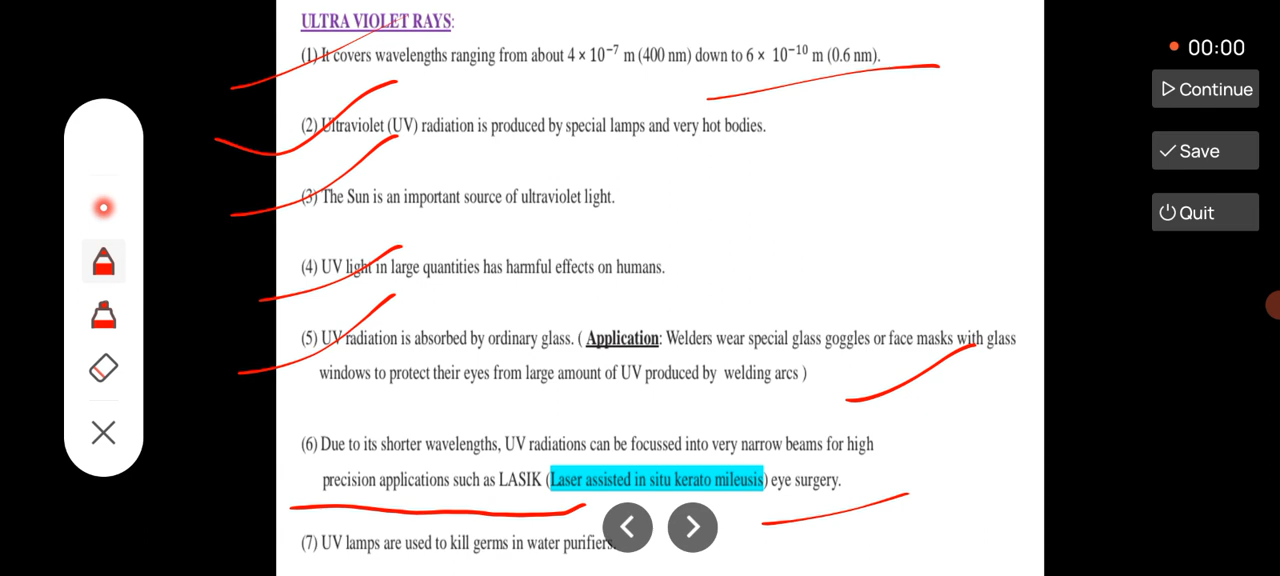 ULTRA VIOLET RAYS:
(1) It covers wavelengths ranging from about 4 × 10⁻⁷ m (400 nm) down to 6 × 10⁻¹⁰ m (0.6 nm).
(2) Ultraviolet (UV) radiation is produced by special lamps and very hot bodies.
(3) The Sun is an important source of ultraviolet light.
(4) UV light in large quantities has harmful effects on humans.
(5) UV radiation is absorbed by ordinary glass. ( Application: Welders wear special glass goggles or face masks with glass
windows to protect their eyes from large amount of UV produced by welding arcs )
(6) Due to its shorter wavelengths, UV radiations can be focussed into very narrow beams for high
precision applications such as LASIK (Laser assisted in situ kerato mileusis) eye surgery.
(7) UV lamps are used to kill germs in water purifiers.
00:00
Continue
Save
Quit